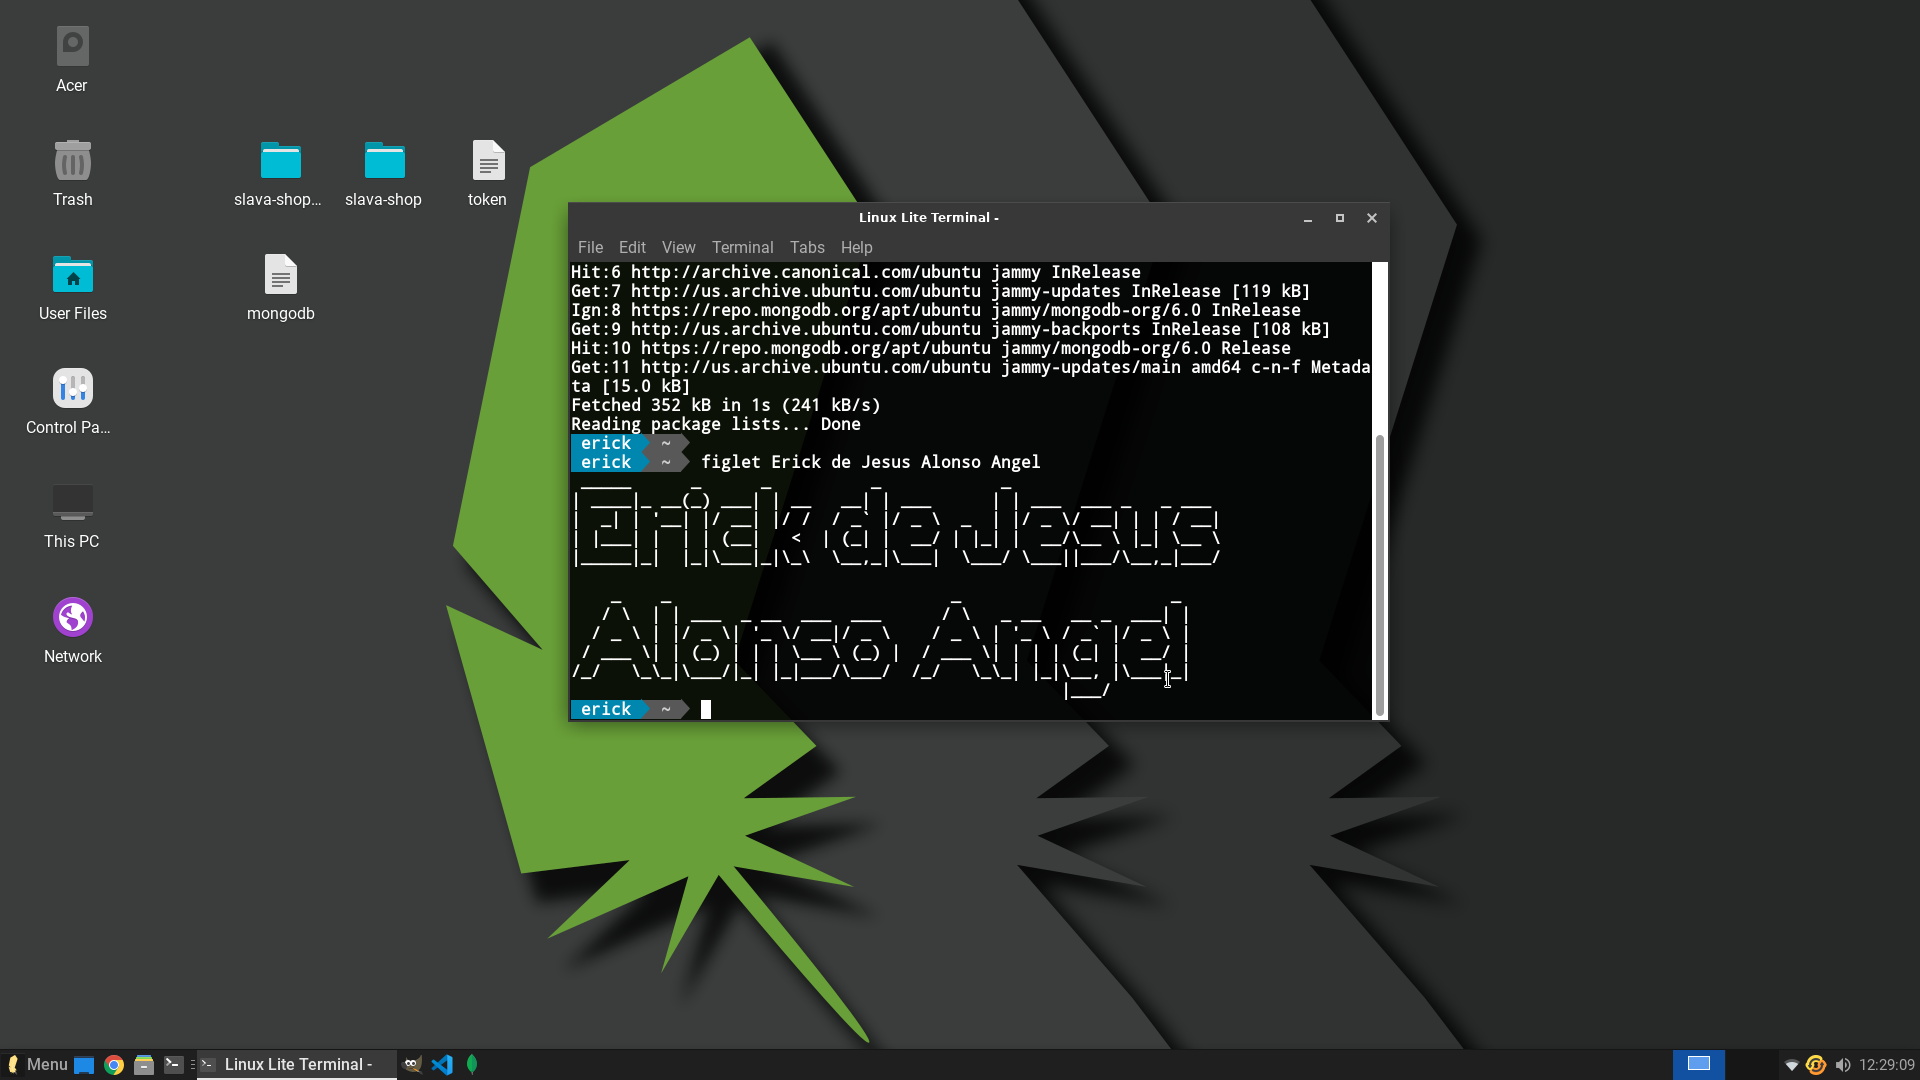 Acer
Trash
slava-shop...
slava-shop
token
User Files
mongodb
Control Pa...
This PC
Network
Linux Lite Terminal -
File Edit View Terminal Tabs Help
Hit:6 http://archive.canonical.com/ubuntu jammy InRelease
Get:7 http://us.archive.ubuntu.com/ubuntu jammy-updates InRelease [119 kB]
Ign:8 https://repo.mongodb.org/apt/ubuntu jammy/mongodb-org/6.0 InRelease
Get:9 http://us.archive.ubuntu.com/ubuntu jammy-backports InRelease [108 kB]
Hit:10 https://repo.mongodb.org/apt/ubuntu jammy/mongodb-org/6.0 Release
Get:11 http://us.archive.ubuntu.com/ubuntu jammy-updates/main amd64 c-n-f Metada
ta [15.0 kB]
Fetched 352 kB in 1s (241 kB/s)
Reading package lists... Done
erick ~
erick ~ figlet Erick de Jesus Alonso Angel
Erick de Jesus
Alonso Angel
erick ~
Menu
Linux Lite Terminal -
12:29:09